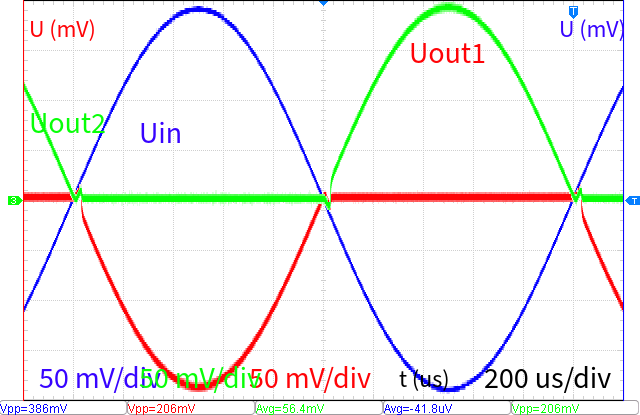 U (mV)
U (mV)
Uout1
Uout2
Uin
50 mV/div
50 mV/div
50 mV/div
t (us)
200 us/div
Vpp=386mV
Vpp=206mV
Avg=56.4mV
Avg=-41.8uV
Vpp=206mV
T
3
T